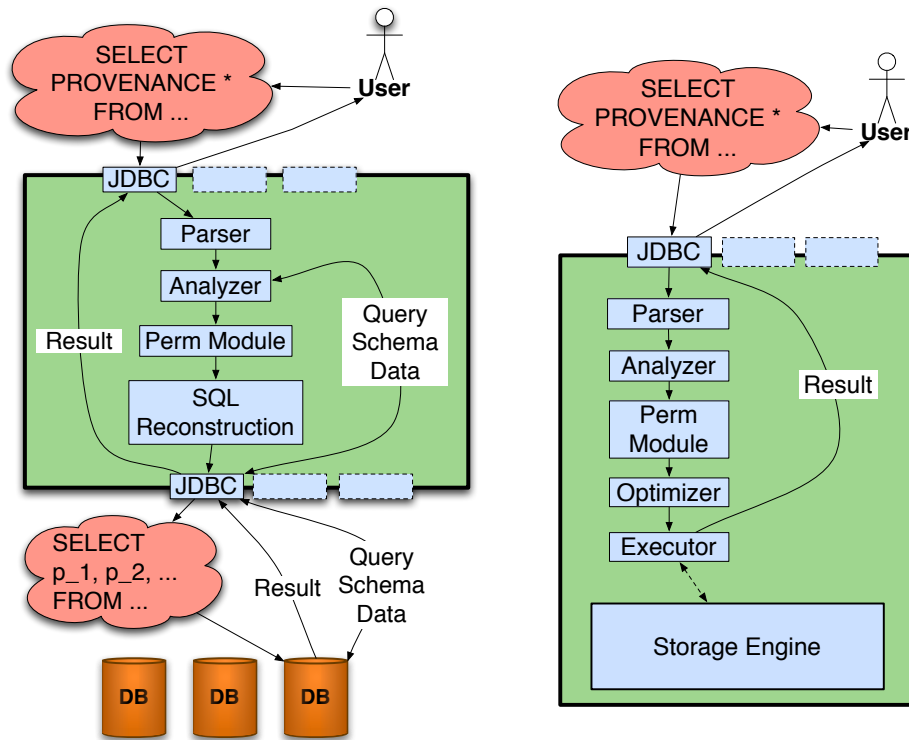 SELECT
PROVENANCE *
FROM ...
User
JDBC
Parser
Analyzer
Perm Module
SQL
Reconstruction
Result
Query
Schema
Data
JDBC
SELECT
p_1, p_2, ...
FROM ...
Result
Query
Schema
Data
DB
DB
DB
SELECT
PROVENANCE *
FROM ...
User
JDBC
Parser
Analyzer
Perm
Module
Optimizer
Executor
Result
Storage Engine